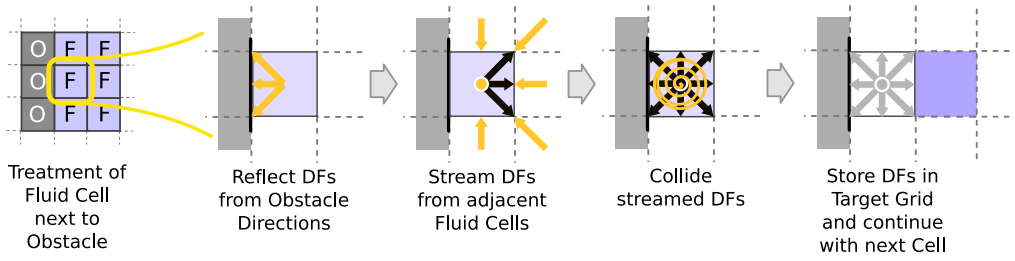 O F F
O F F
O F F
Treatment of
Fluid Cell
next to
Obstacle
Reflect DFs
from Obstacle
Directions
Stream DFs
from adjacent
Fluid Cells
Collide
streamed DFs
Store DFs in
Target Grid
and continue
with next Cell